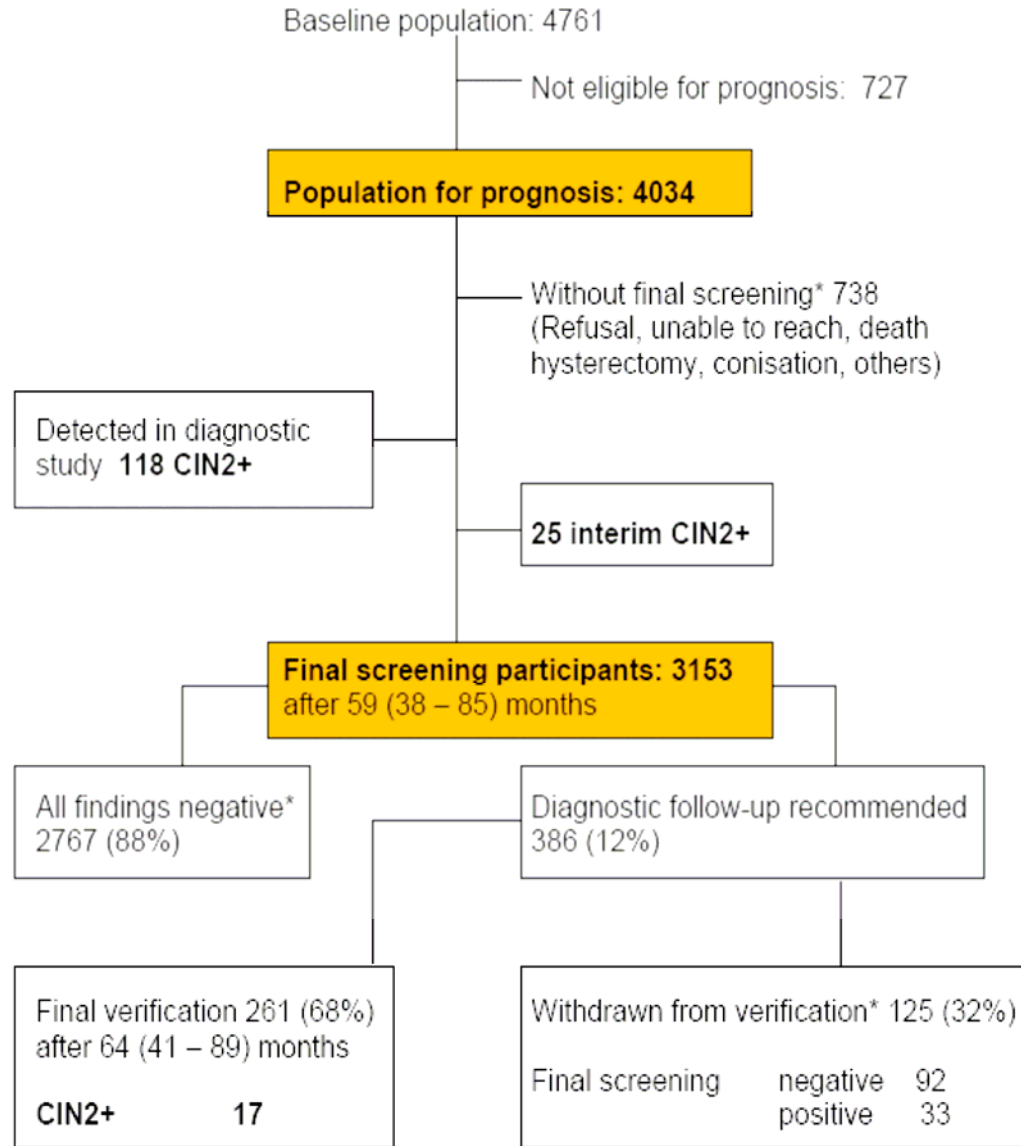 Baseline population: 4761
Not eligible for prognosis: 727
Population for prognosis: 4034
Without final screening* 738
(Refusal, unable to reach, death
hysterectomy, conisation, others)
Detected in diagnostic
study 118 CIN2+
25 interim CIN2+
Final screening participants: 3153
after 59 (38 – 85) months
All findings negative*
2767 (88%)
Diagnostic follow-up recommended
386 (12%)
Final verification 261 (68%)
after 64 (41 – 89) months
CIN2+ 17
Withdrawn from verification* 125 (32%)
Final screening negative 92
positive 33